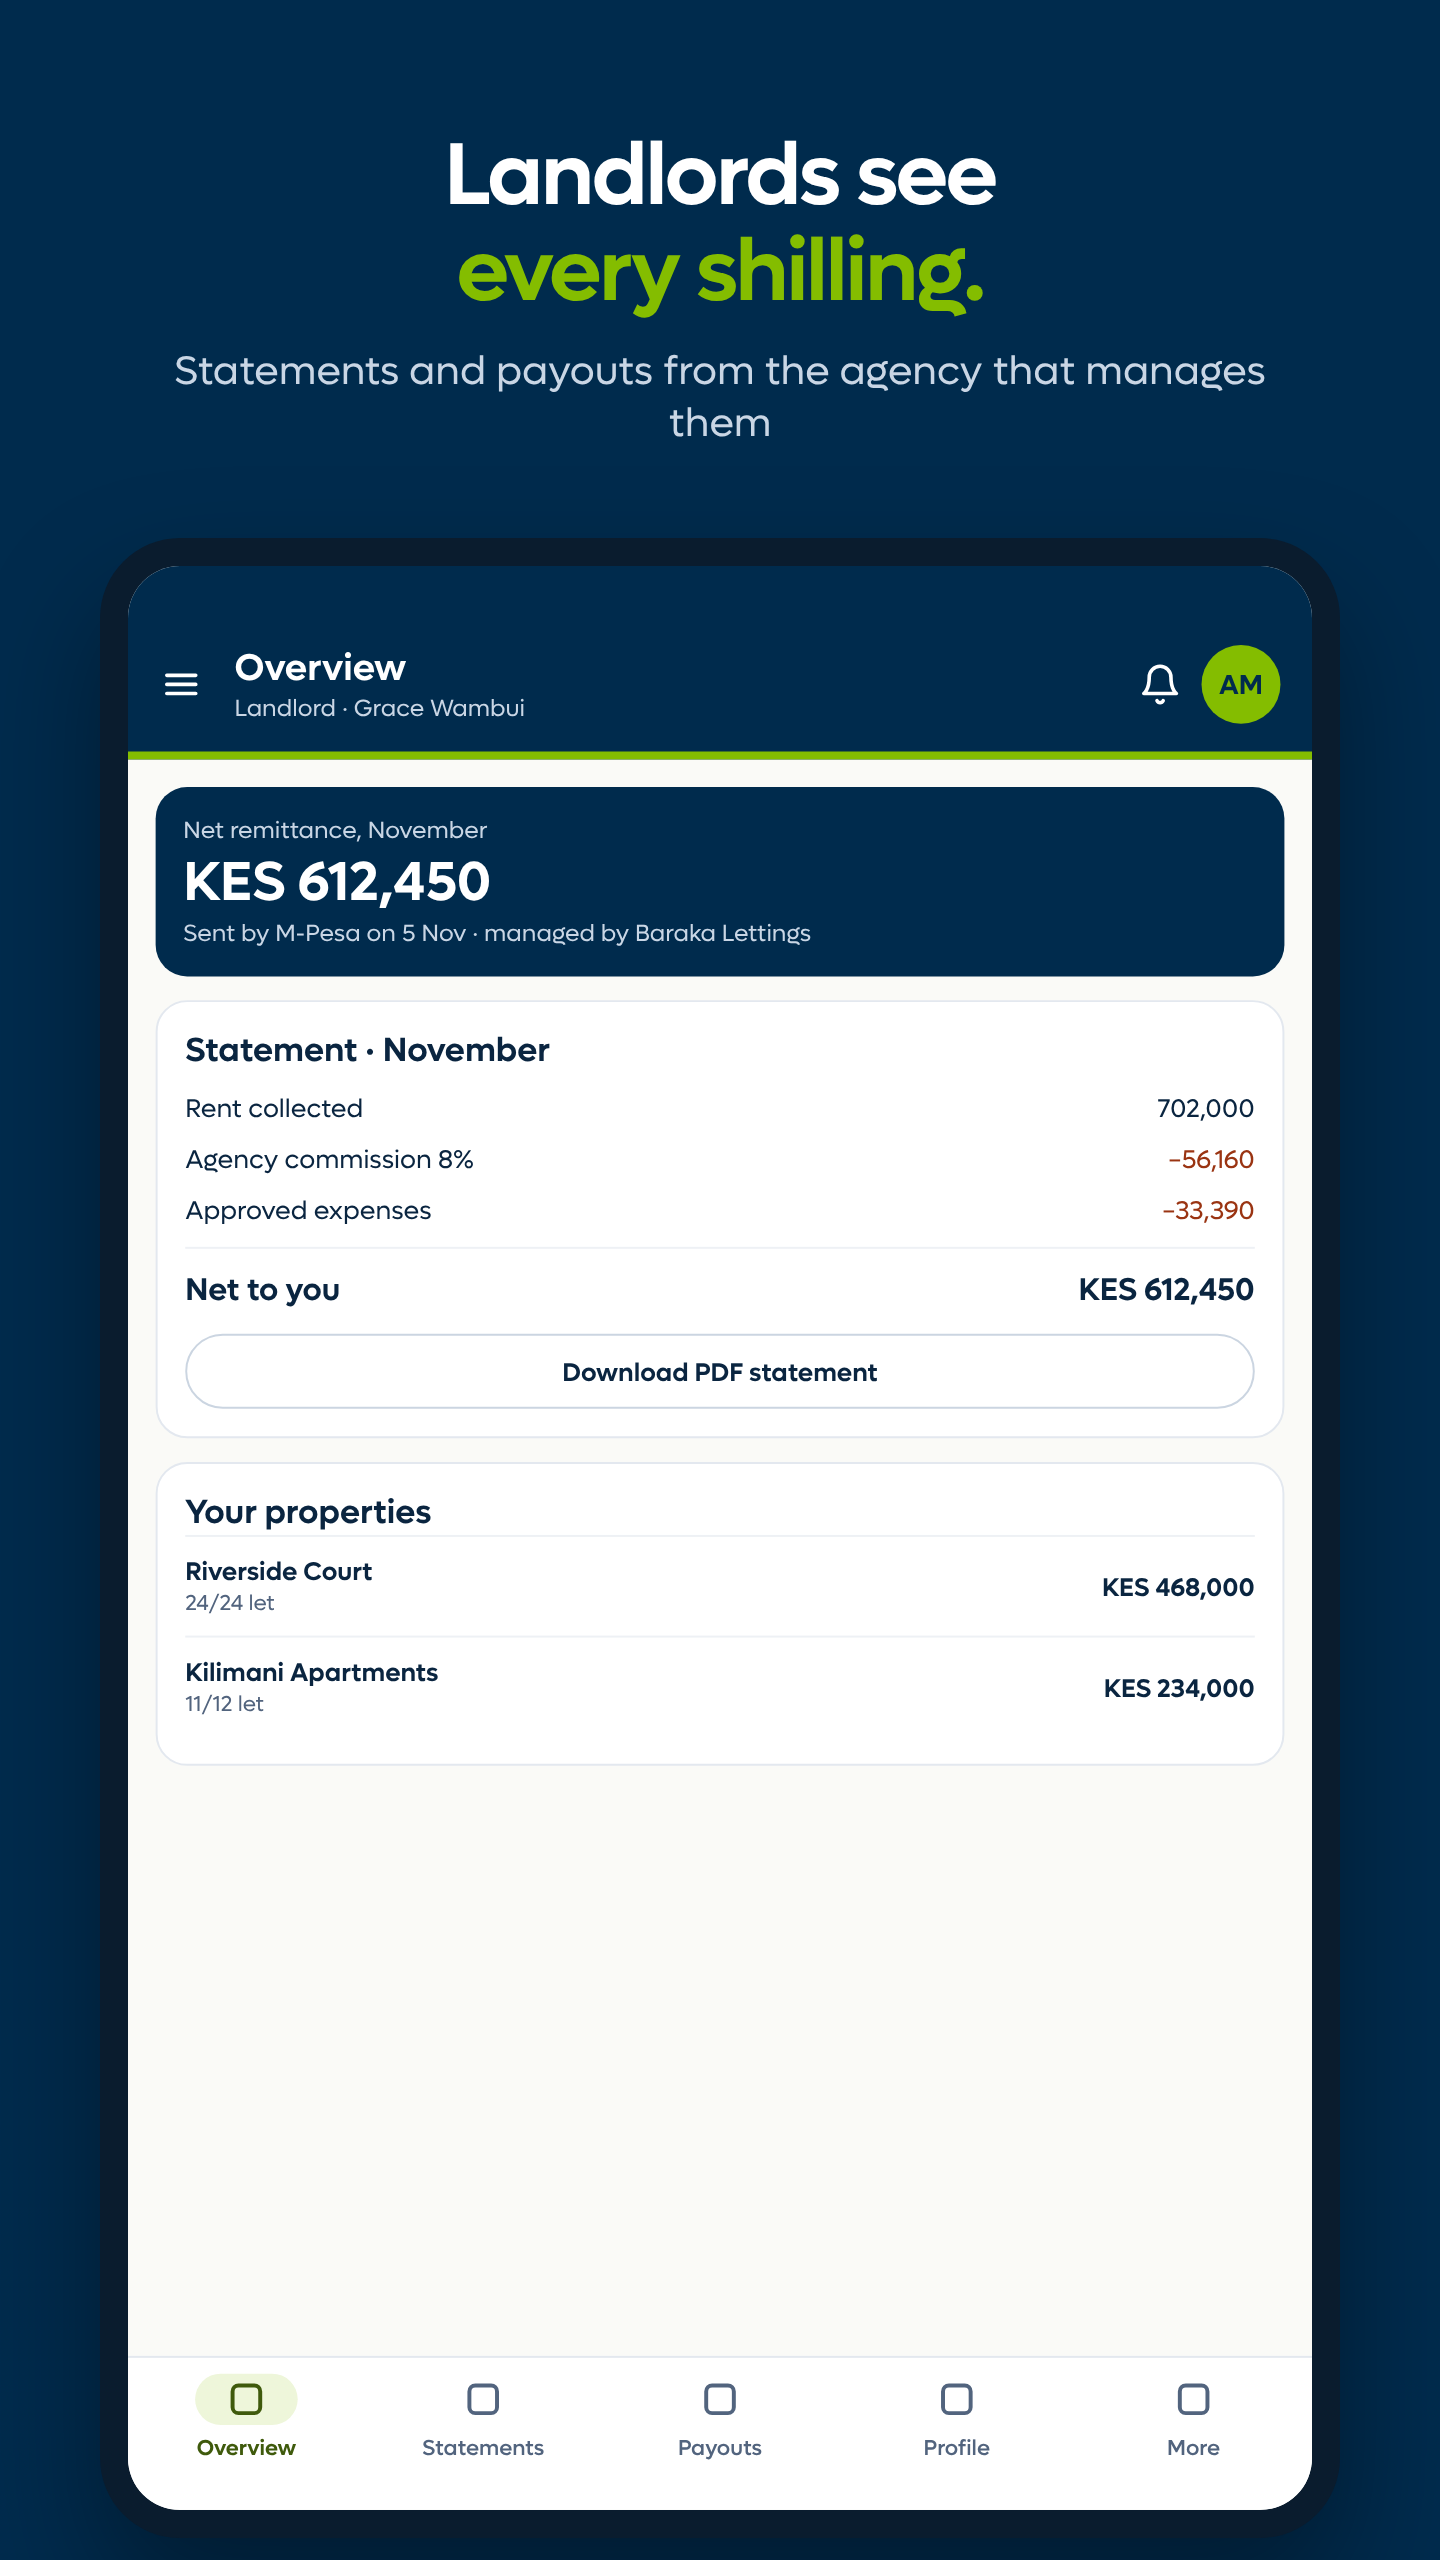 Landlords see
every shilling.
Statements and payouts from the agency that manages
them
Overview
Landlord · Grace Wambui
AM
Net remittance, November
KES 612,450
Sent by M-Pesa on 5 Nov · managed by Baraka Lettings
Statement · November
Rent collected 702,000
Agency commission 8% −56,160
Approved expenses −33,390
Net to you KES 612,450
Download PDF statement
Your properties
Riverside Court
24/24 let
KES 468,000
Kilimani Apartments
11/12 let
KES 234,000
Overview Statements Payouts Profile More